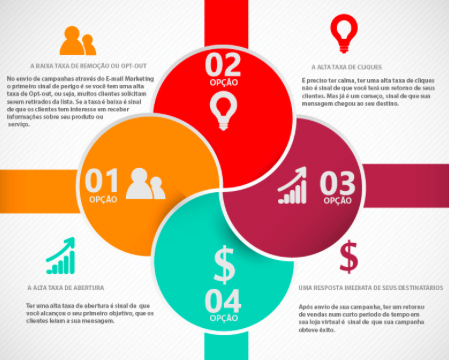 A BAIXA TAXA DE REMOÇÃO OU OPT-OUT
No envio de campanhas através do E-mail Marketing
o primeiro sinal de perigo é se você tem uma alta
taxa de Opt-out, ou seja, muitos clientes solicitam
serem retirados da lista. Se a taxa é baixa é sinal
de que os clientes tem interesse em receber
informações sobre seu produto ou
serviço.
A ALTA TAXA DE CLIQUES
E preciso ter calma, ter uma alta taxa de cliques
não é sinal de que você terá um retorno de seus
clientes. Mas já é um começo, sinal de que sua
mensagem chegou ao seu destino.
02
OPÇÃO
01
OPÇÃO
03
OPÇÃO
$
04
OPÇÃO
A ALTA TAXA DE ABERTURA
Ter uma alta taxa de abertura é sinal de que
você alcançou o seu primeiro objetivo, que os
clientes leiam a sua mensagem.
$
UMA RESPOSTA IMEDIATA DE SEUS DESTINATÁRIOS
Após envio de sua campanha, ter um retorno
de vendas num curto período de tempo em
sua loja virtual é sinal de que sua campanha
obteve êxito.